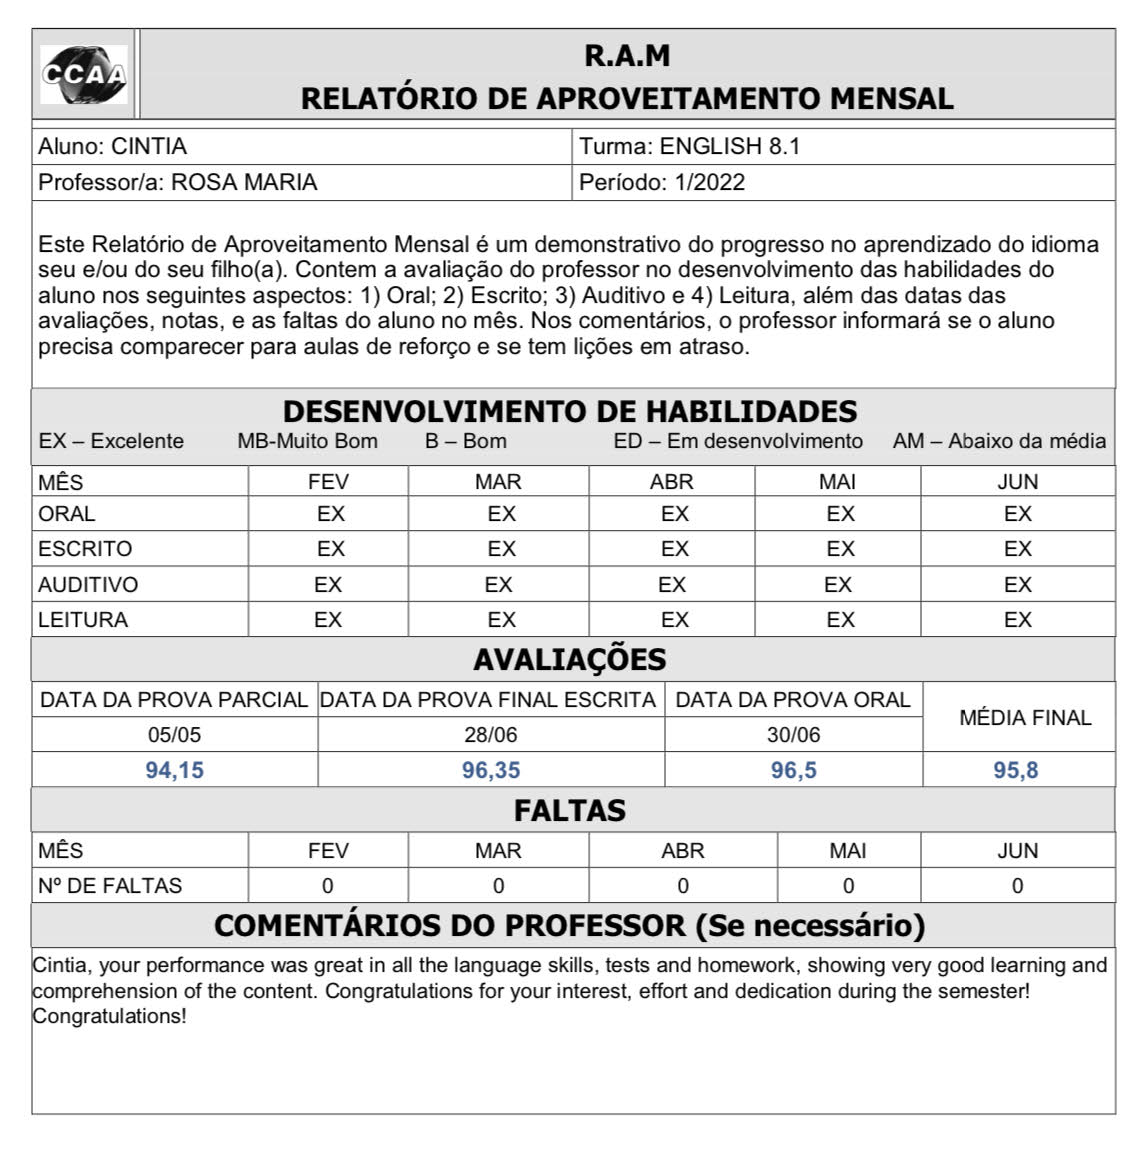 CCAA
R.A.M
RELATÓRIO DE APROVEITAMENTO MENSAL
Aluno: CINTIA Turma: ENGLISH 8.1
Professor/a: ROSA MARIA Período: 1/2022
Este Relatório de Aproveitamento Mensal é um demonstrativo do progresso no aprendizado do idioma
seu e/ou do seu filho(a). Contem a avaliação do professor no desenvolvimento das habilidades do
aluno nos seguintes aspectos: 1) Oral; 2) Escrito; 3) Auditivo e 4) Leitura, além das datas das
avaliações, notas, e as faltas do aluno no mês. Nos comentários, o professor informará se o aluno
precisa comparecer para aulas de reforço e se tem lições em atraso.
DESENVOLVIMENTO DE HABILIDADES
EX – Excelente MB-Muito Bom B – Bom ED – Em desenvolvimento AM – Abaixo da média
MÊS FEV MAR ABR MAI JUN
ORAL EX EX EX EX EX
ESCRITO EX EX EX EX EX
AUDITIVO EX EX EX EX EX
LEITURA EX EX EX EX EX
AVALIAÇÕES
DATA DA PROVA PARCIAL DATA DA PROVA FINAL ESCRITA DATA DA PROVA ORAL MÉDIA FINAL
05/05 28/06 30/06
94,15 96,35 96,5 95,8
FALTAS
MÊS FEV MAR ABR MAI JUN
Nº DE FALTAS 0 0 0 0 0
COMENTÁRIOS DO PROFESSOR (Se necessário)
Cintia, your performance was great in all the language skills, tests and homework, showing very good learning and
comprehension of the content. Congratulations for your interest, effort and dedication during the semester!
Congratulations!